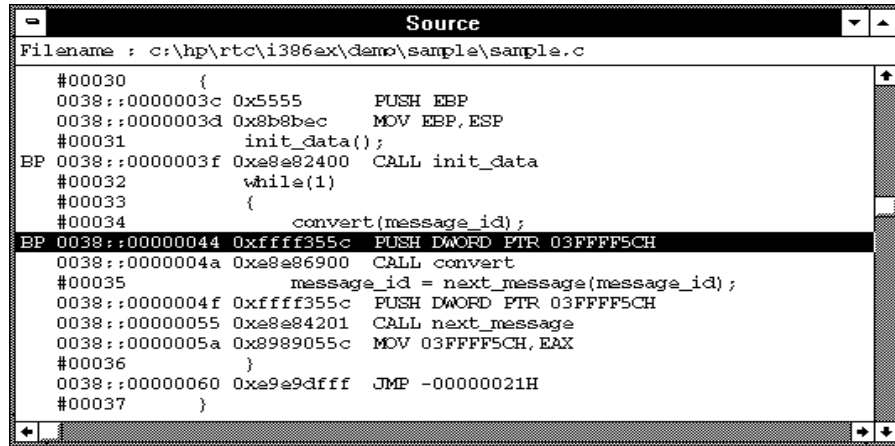 Source
Filename : c:\hp\rtc\i386ex\demo\sample\sample.c
#00030 {
0038::0000003c 0x5555 PUSH EBP
0038::0000003d 0x8b8bec MOV EBP,ESP
#00031 init_data();
BP 0038::0000003f 0xe8e82400 CALL init_data
#00032 while(1)
#00033 {
#00034 convert(message_id);
BP 0038::00000044 0xffff355c PUSH DWORD PTR 03FFFF5CH
0038::0000004a 0xe8e86900 CALL convert
#00035 message_id = next_message(message_id);
0038::0000004f 0xffff355c PUSH DWORD PTR 03FFFF5CH
0038::00000055 0xe8e84201 CALL next_message
0038::0000005a 0x8989055c MOV 03FFFF5CH,EAX
#00036 }
0038::00000060 0xe9e9dfff JMP -00000021H
#00037 }